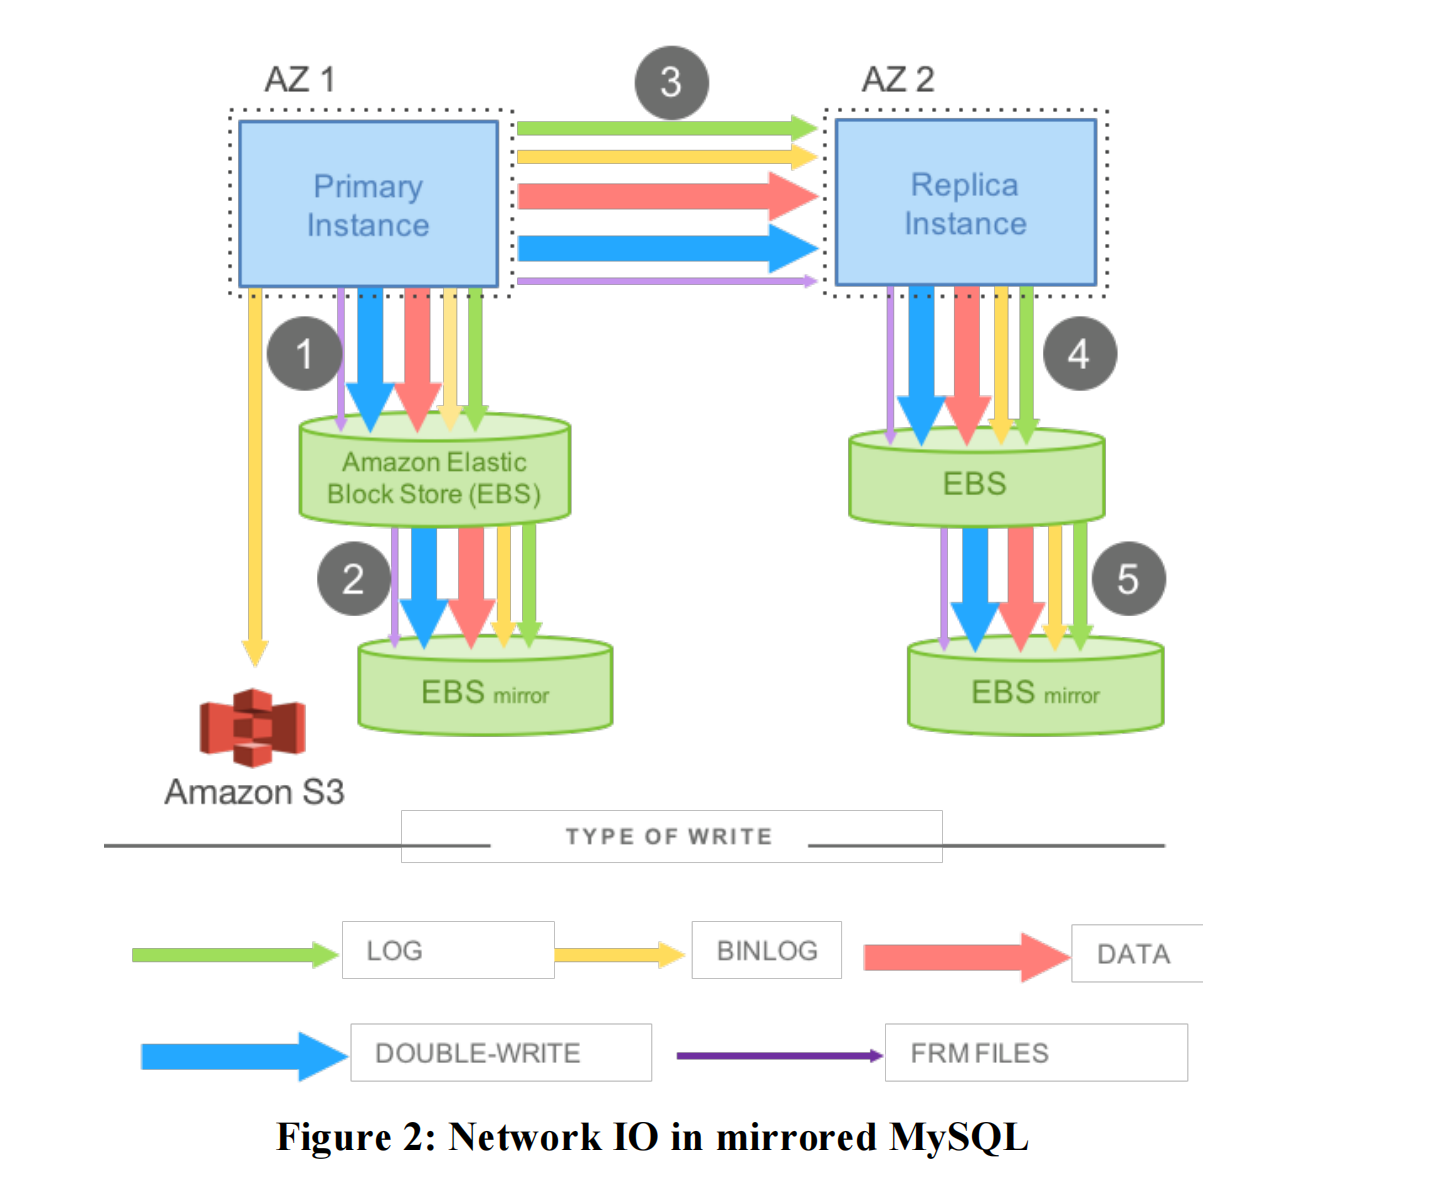 AZ 1
3
AZ 2
Primary
Instance
Replica
Instance
1
4
Amazon Elastic
Block Store (EBS)
EBS
2
5
EBS mirror
EBS mirror
Amazon S3
TYPE OF WRITE
LOG
BINLOG
DATA
DOUBLE-WRITE
FRM FILES
Figure 2: Network IO in mirrored MySQL